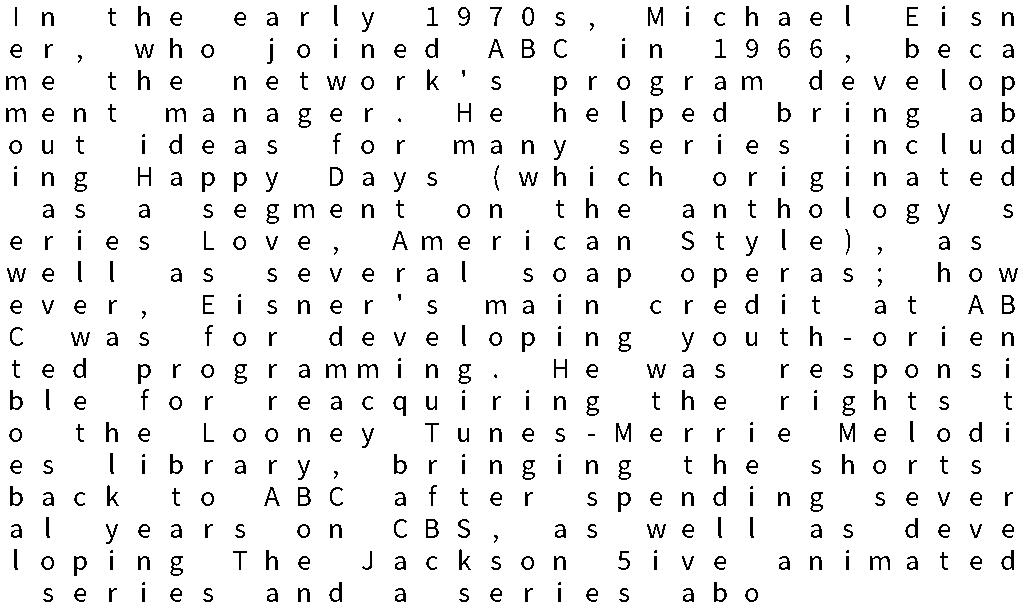 In the early 1970s, Michael Eisn
er, who joined ABC in 1966, beca
me the network's program develop
ment manager. He helped bring ab
out ideas for many series includ
ing Happy Days (which originated
 as a segment on the anthology s
eries Love, American Style), as 
well as several soap operas; how
ever, Eisner's main credit at AB
C was for developing youth-orien
ted programming. He was responsi
ble for reacquiring the rights t
o the Looney Tunes-Merrie Melodi
es library, bringing the shorts 
back to ABC after spending sever
al years on CBS, as well as deve
loping The Jackson 5ive animated
 series and a series abo